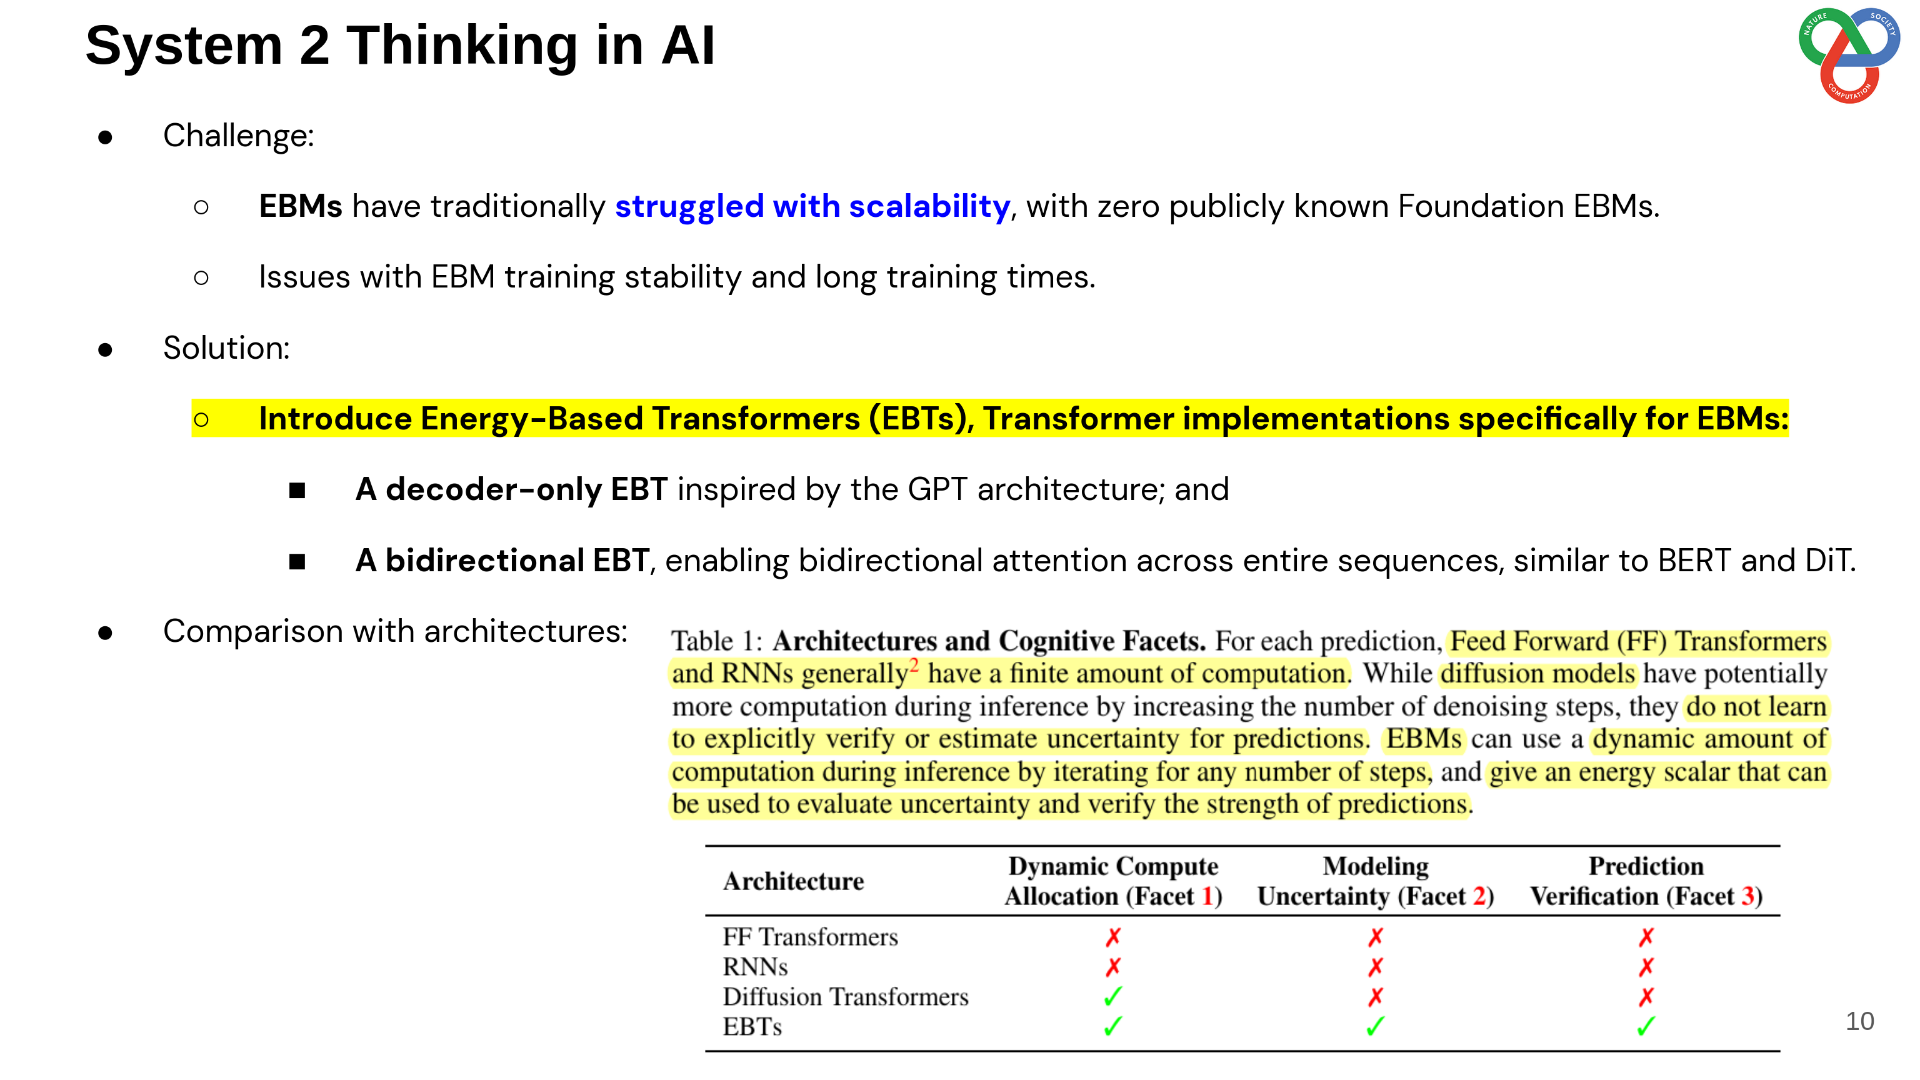 System 2 Thinking in AI
NATURE
SOCIETY
COMPUTATION
● Challenge:
○ EBMs have traditionally struggled with scalability, with zero publicly known Foundation EBMs.
○ Issues with EBM training stability and long training times.
● Solution:
○ Introduce Energy-Based Transformers (EBTs), Transformer implementations specifically for EBMs:
■ A decoder-only EBT inspired by the GPT architecture; and
■ A bidirectional EBT, enabling bidirectional attention across entire sequences, similar to BERT and DiT.
● Comparison with architectures:
Table 1: Architectures and Cognitive Facets. For each prediction, Feed Forward (FF) Transformers
and RNNs generally2 have a finite amount of computation. While diffusion models have potentially
more computation during inference by increasing the number of denoising steps, they do not learn
to explicitly verify or estimate uncertainty for predictions. EBMs can use a dynamic amount of
computation during inference by iterating for any number of steps, and give an energy scalar that can
be used to evaluate uncertainty and verify the strength of predictions.
Architecture Dynamic Compute Allocation (Facet 1) Modeling Uncertainty (Facet 2) Prediction Verification (Facet 3)
FF Transformers ✗ ✗ ✗
RNNs ✗ ✗ ✗
Diffusion Transformers ✓ ✗ ✗
EBTs ✓ ✓ ✓
10